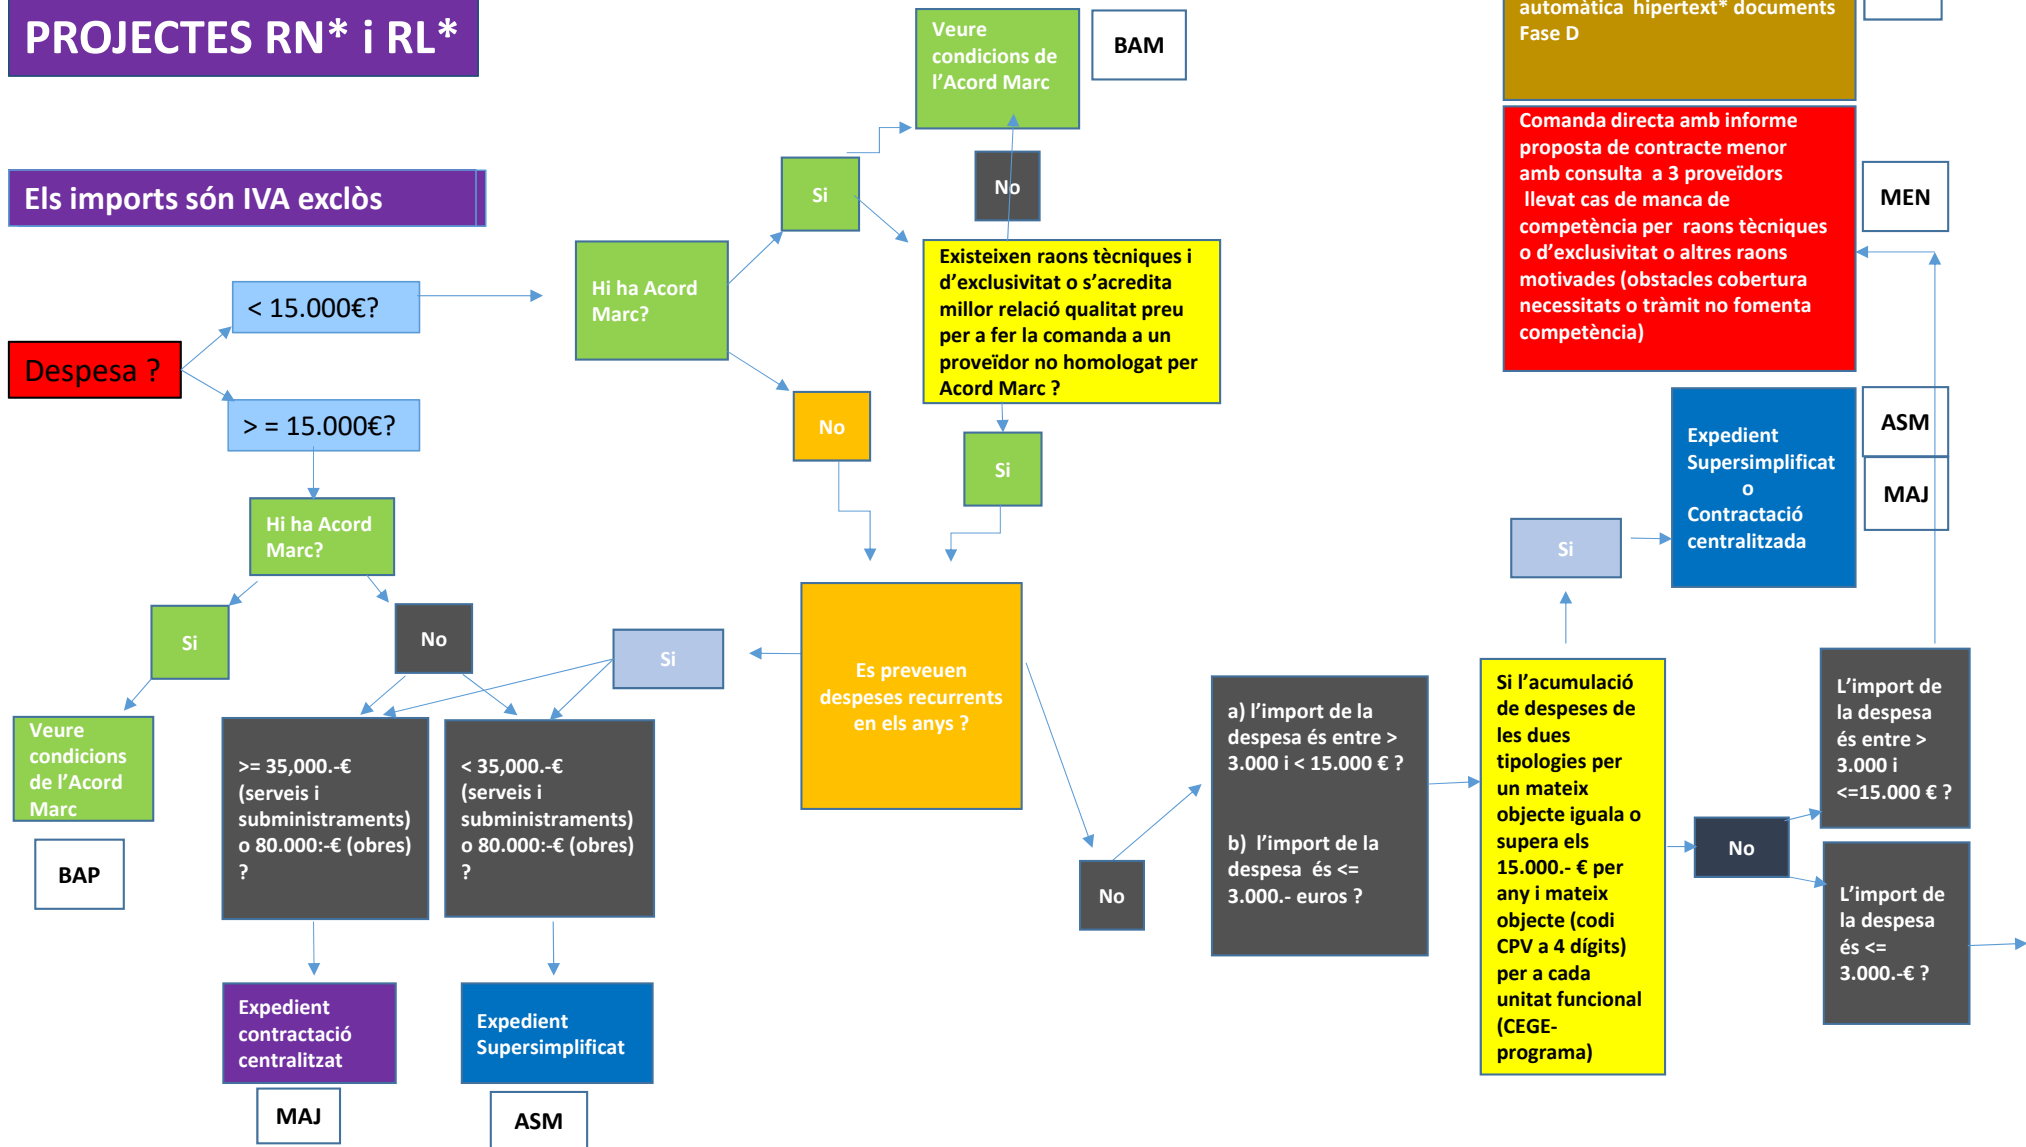 PROJECTES RN* i RL*
Els imports són IVA exclòs
Despesa ?
< 15.000€?
> = 15.000€?
Hi ha Acord
Marc?
Si
No
Veure
condicions de
l'Acord Marc
BAM
No
Existeixen raons tècniques i
d'exclusivitat o s'acredita
millor relació qualitat preu
per a fer la comanda a un
proveïdor no homologat per
Acord Marc ?
Si
Hi ha Acord
Marc?
Si
No
Veure
condicions
de l'Acord
Marc
BAP
>= 35,000.-€
(serveis i
subministraments)
o 80.000:-€ (obres)
?
< 35,000.-€
(serveis i
subministraments)
o 80.000:-€ (obres)
?
Expedient
contractació
centralitzat
MAJ
Expedient
Supersimplificat
ASM
Si
Es preveuen
despeses recurrents
en els anys ?
No
a) l'import de la
despesa és entre >
3.000 i < 15.000 € ?
b) l'import de la
despesa és <=
3.000.- euros ?
Si l'acumulació
de despeses de
les dues
tipologies per
un mateix
objecte iguala o
supera els
15.000.- € per
any i mateix
objecte (codi
CPV a 4 dígits)
per a cada
unitat funcional
(CEGE-
programa)
Si
Expedient
Supersimplificat
o
Contractació
centralitzada
ASM
MAJ
No
L'import de
la despesa
és entre >
3.000 i
<=15.000 € ?
L'import de
la despesa
és <=
3.000.-€ ?
automàtica hipertext* documents
Fase D
Comanda directa amb informe
proposta de contracte menor
amb consulta a 3 proveïdors
llevat cas de manca de
competència per raons tècniques
o d'exclusivitat o altres raons
motivades (obstacles cobertura
necessitats o tràmit no fomenta
competència)
MEN